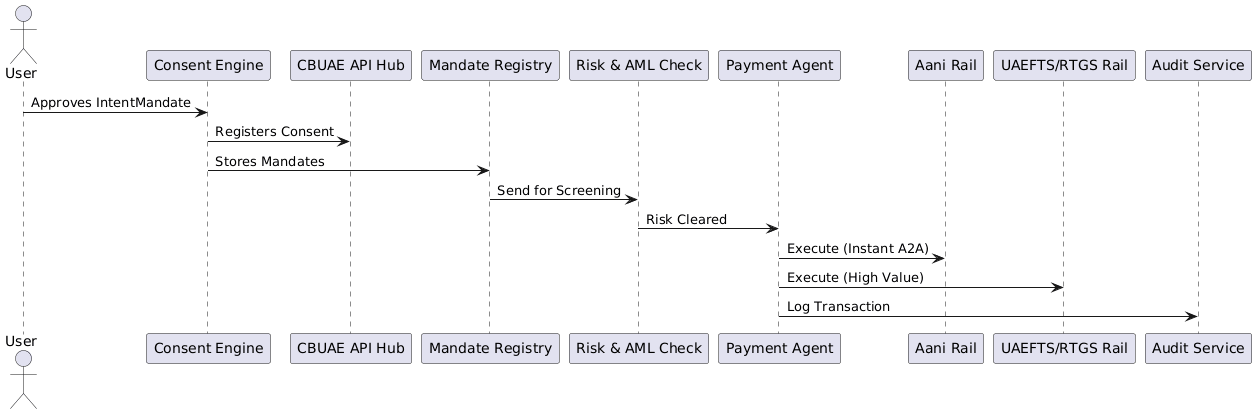 User
Consent Engine
CBUAE API Hub
Mandate Registry
Risk & AML Check
Payment Agent
Aani Rail
UAEFTS/RTGS Rail
Audit Service
Approves IntentMandate
Registers Consent
Stores Mandates
Send for Screening
Risk Cleared
Execute (Instant A2A)
Execute (High Value)
Log Transaction
User
Consent Engine
CBUAE API Hub
Mandate Registry
Risk & AML Check
Payment Agent
Aani Rail
UAEFTS/RTGS Rail
Audit Service